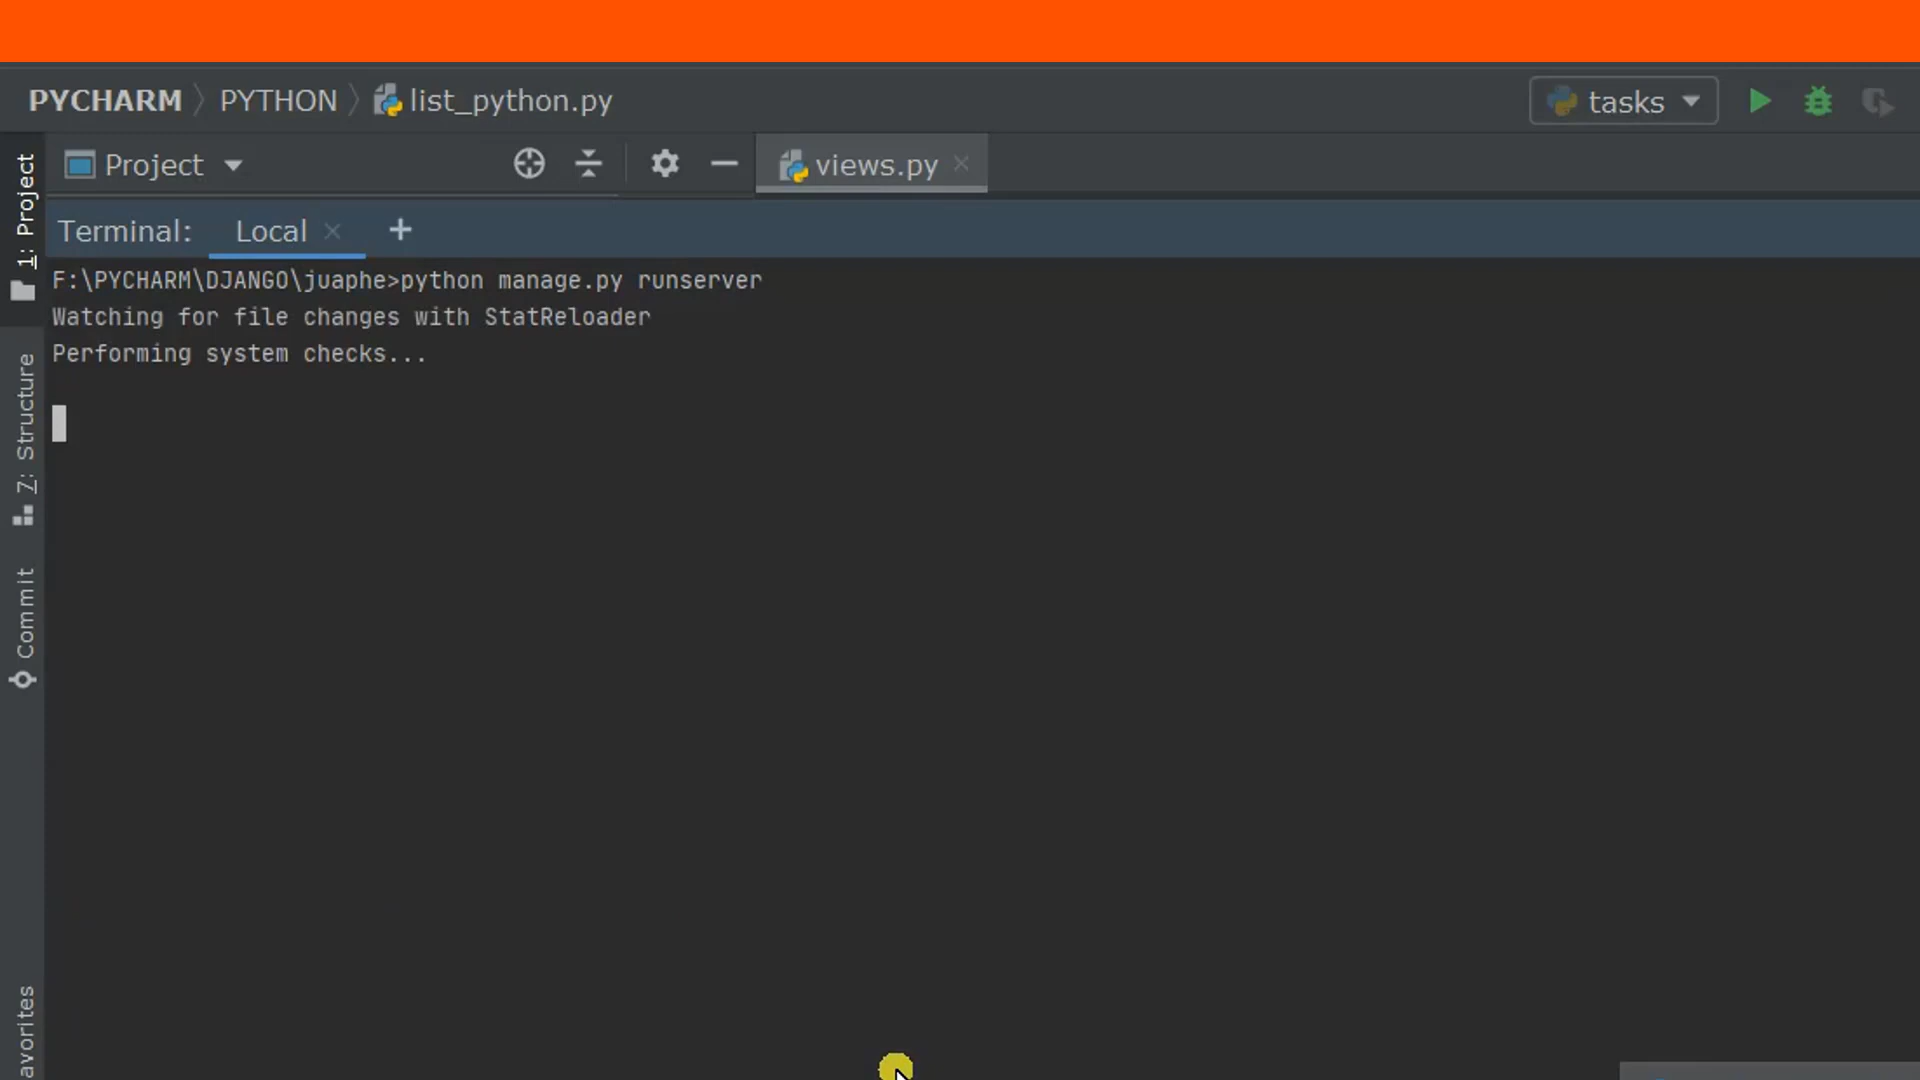 PYCHARM PYTHON list_python.py
tasks
1: Project
Project
views.py
Terminal: Local +
F:\PYCHARM\DJANGO\juaphe>python manage.py runserver
Watching for file changes with StatReloader
Performing system checks...
7: Structure
Commit
avorites